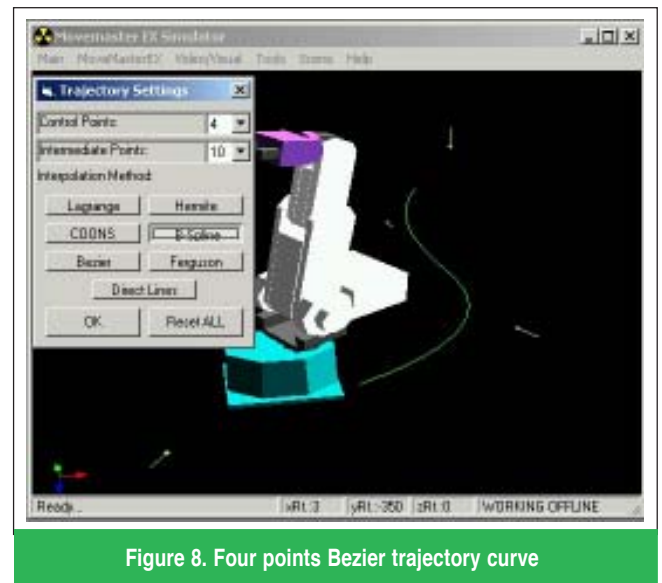 Movemaster EX Simulator
Main MoveMasterEX Video/Visual Tools Scena Help
Trajectory Settings
Control Points: 4
Intermediate Points: 10
Interpolation Method:
Lagrange Hermite
COONS B-Spline
Bezier Ferguson
Direct Lines
OK Reset ALL
Ready... xRt:3 yRt:-350 zRt:0 WORKING OFFLINE
Figure 8. Four points Bezier trajectory curve